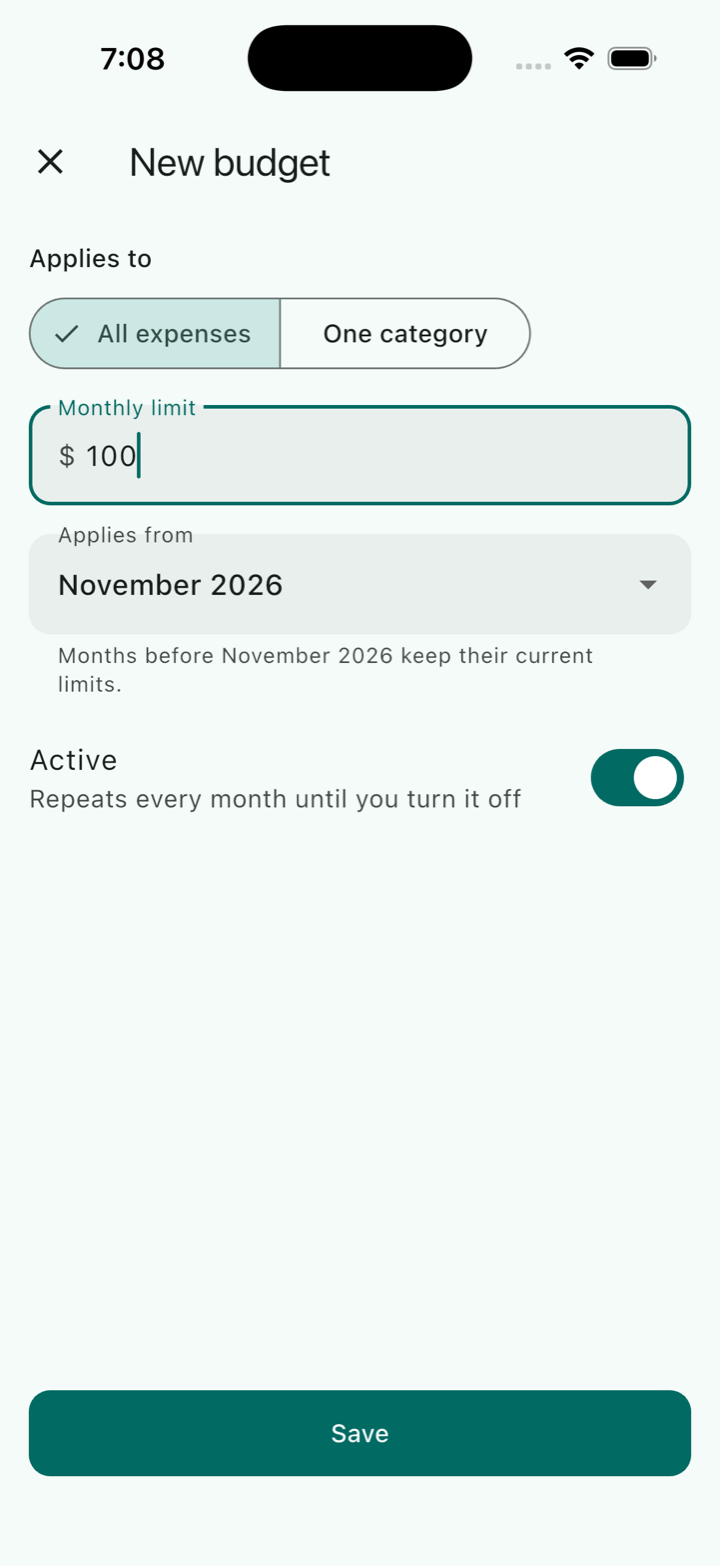 7:08
New budget
Applies to
All expenses
One category
Monthly limit
$ 100
Applies from
November 2026
Months before November 2026 keep their current
limits.
Active
Repeats every month until you turn it off
Save